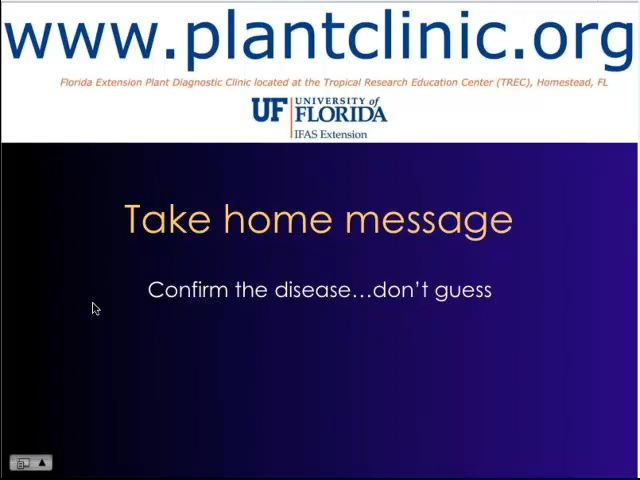 www.plantclinic.org
Florida Extension Plant Diagnostic Clinic located at the Tropical Research Education Center (TREC), Homestead, FL
UF UNIVERSITY of
FLORIDA
IFAS Extension
Take home message
Confirm the disease...don't guess